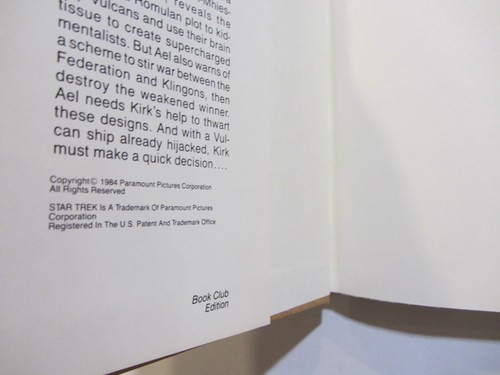 reveals the
Romulan plot to kid-
Vulcans and use their brain
tissue to create supercharged
mentalists. But Ael also warns of
a scheme to stir war between the
Federation and Klingons, then
destroy the weakened winner.
Ael needs Kirk's help to thwart
these designs. And with a Vul-
can ship already hijacked, Kirk
must make a quick decision....
Copyright © 1984 Paramount Pictures Corporation
All Rights Reserved
STAR TREK Is A Trademark Of Paramount Pictures
Corporation
Registered In The U.S. Patent And Trademark Office
Book Club
Edition